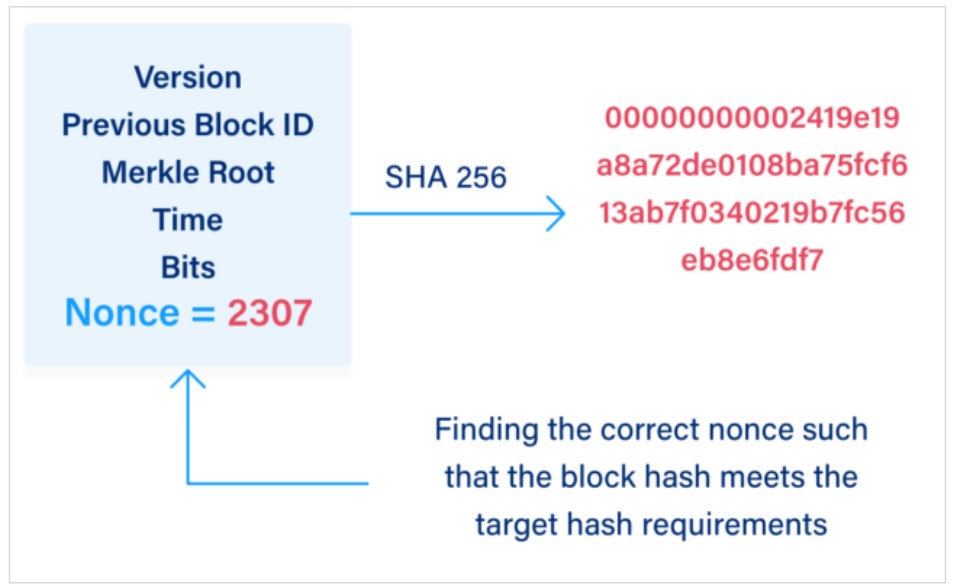 Version
Previous Block ID
Merkle Root
Time
Bits
Nonce = 2307
SHA 256
00000000002419e19
a8a72de0108ba75fcf6
13ab7f0340219b7fc56
eb8e6fdf7
Finding the correct nonce such
that the block hash meets the
target hash requirements